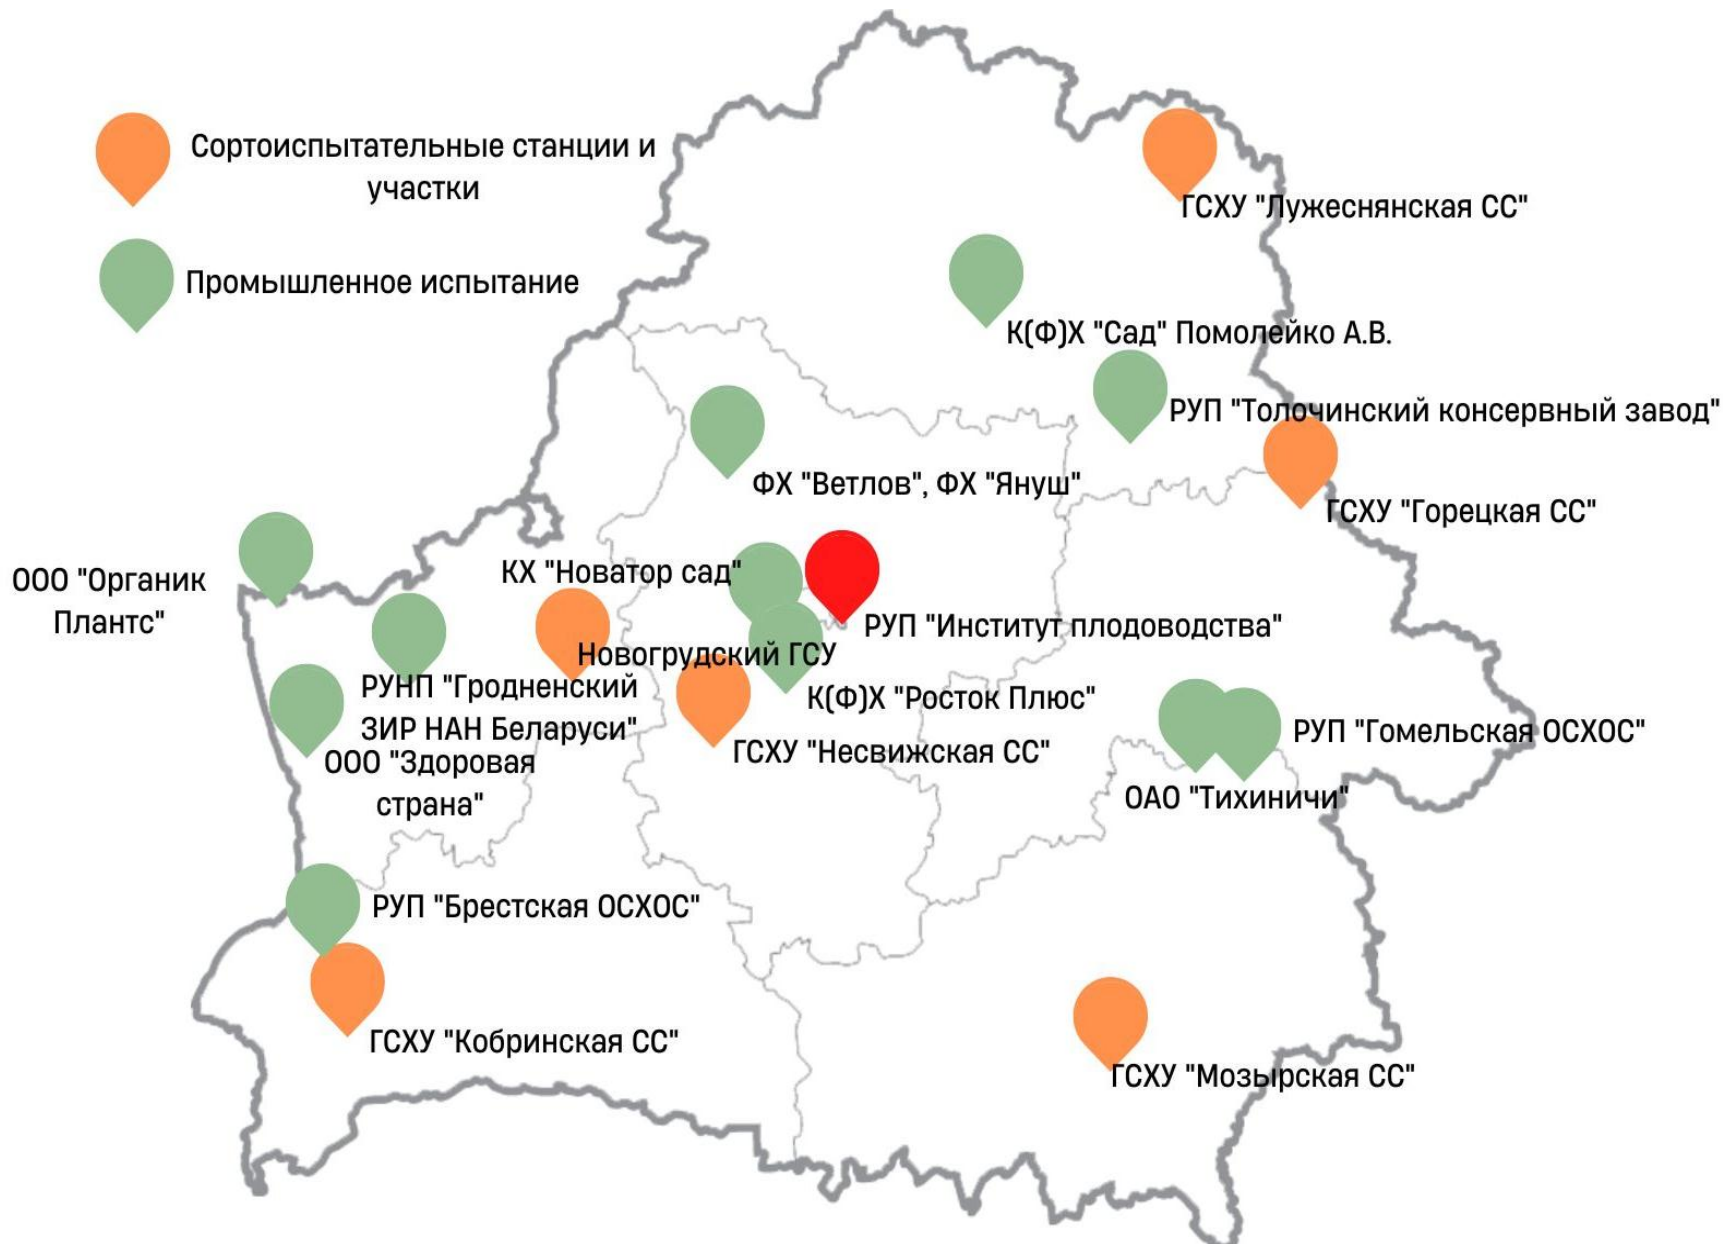 Сортоиспытательные станции и
участки
Промышленное испытание
ГСХУ "Лужеснянская СС"
К(Ф)Х "Сад" Помолейко А.В.
РУП "Толочинский консервный завод"
ФХ "Ветлов", ФХ "Януш"
ГСХУ "Горецкая СС"
ООО "Органик
Плантс"
КХ "Новатор сад"
РУП "Институт плодоводства"
Новогрудский ГСУ
РУНП "Гродненский
ЗИР НАН Беларуси"
К(Ф)Х "Росток Плюс"
ГСХУ "Несвижская СС"
РУП "Гомельская ОСХОС"
ООО "Здоровая
страна"
ОАО "Тихиничи"
РУП "Брестская ОСХОС"
ГСХУ "Кобринская СС"
ГСХУ "Мозырская СС"